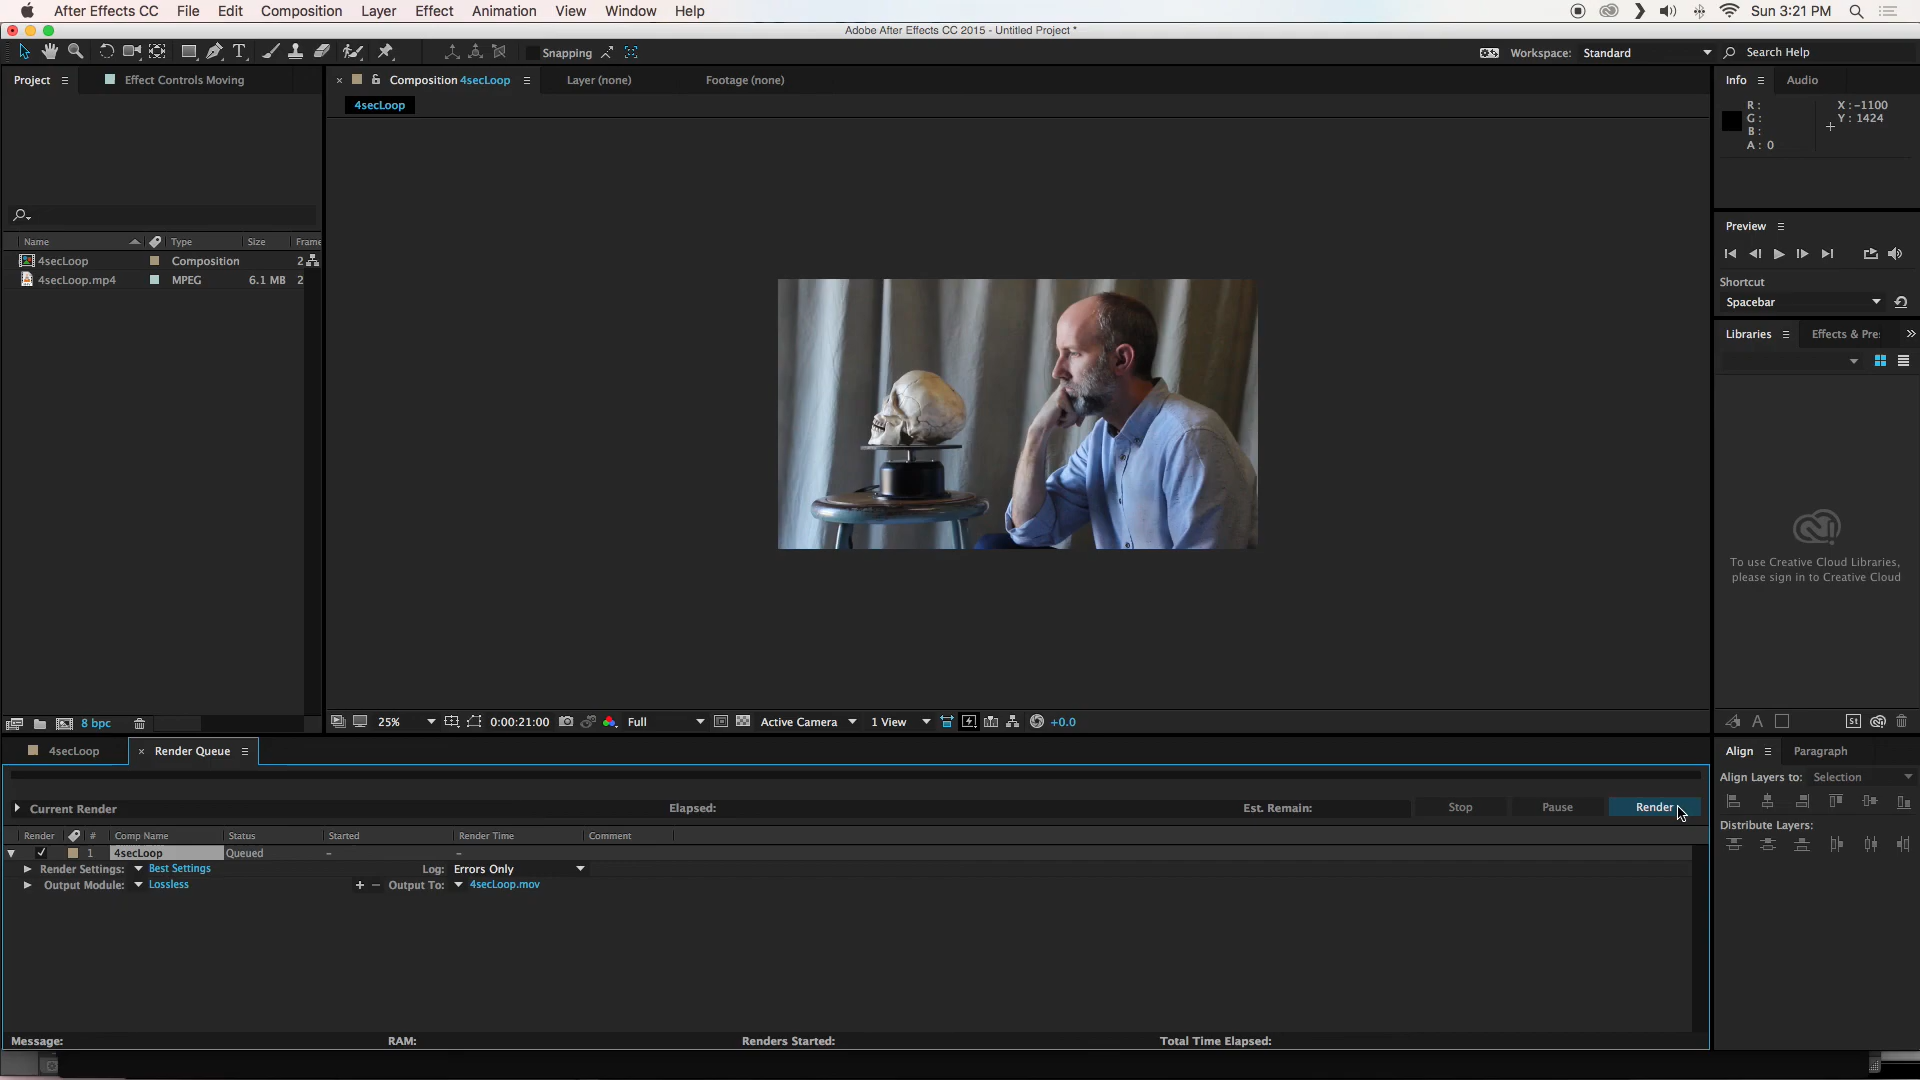 After Effects CC File Edit Composition Layer Effect Animation View Window Help Sun 3:21 PM
Adobe After Effects CC 2015 - Untitled Project *
T Snapping Workspace: Standard Search Help
Project Effect Controls Moving Composition 4secLoop Layer (none) Footage (none) Info Audio
4secLoop
R : X : -1100
G : Y : 1424
B :
A : 0
Preview
Name Type Size Frame
4secLoop Composition 2
4secLoop.mp4 MPEG 6.1 MB 2
Shortcut
Spacebar
Libraries Effects & Pre
To use Creative Cloud Libraries,
please sign in to Creative Cloud
8 bpc 25% 0:00:21:00 Full Active Camera 1 View +0.0 A St
4secLoop Render Queue Align Paragraph
Align Layers to: Selection
Current Render Elapsed: Est. Remain: Stop Pause Render
Distribute Layers:
Render # Comp Name Status Started Render Time Comment
1 4secLoop Queued – –
Render Settings: Best Settings Log: Errors Only
Output Module: Lossless + – Output To: 4secLoop.mov
Message: RAM: Renders Started: Total Time Elapsed: